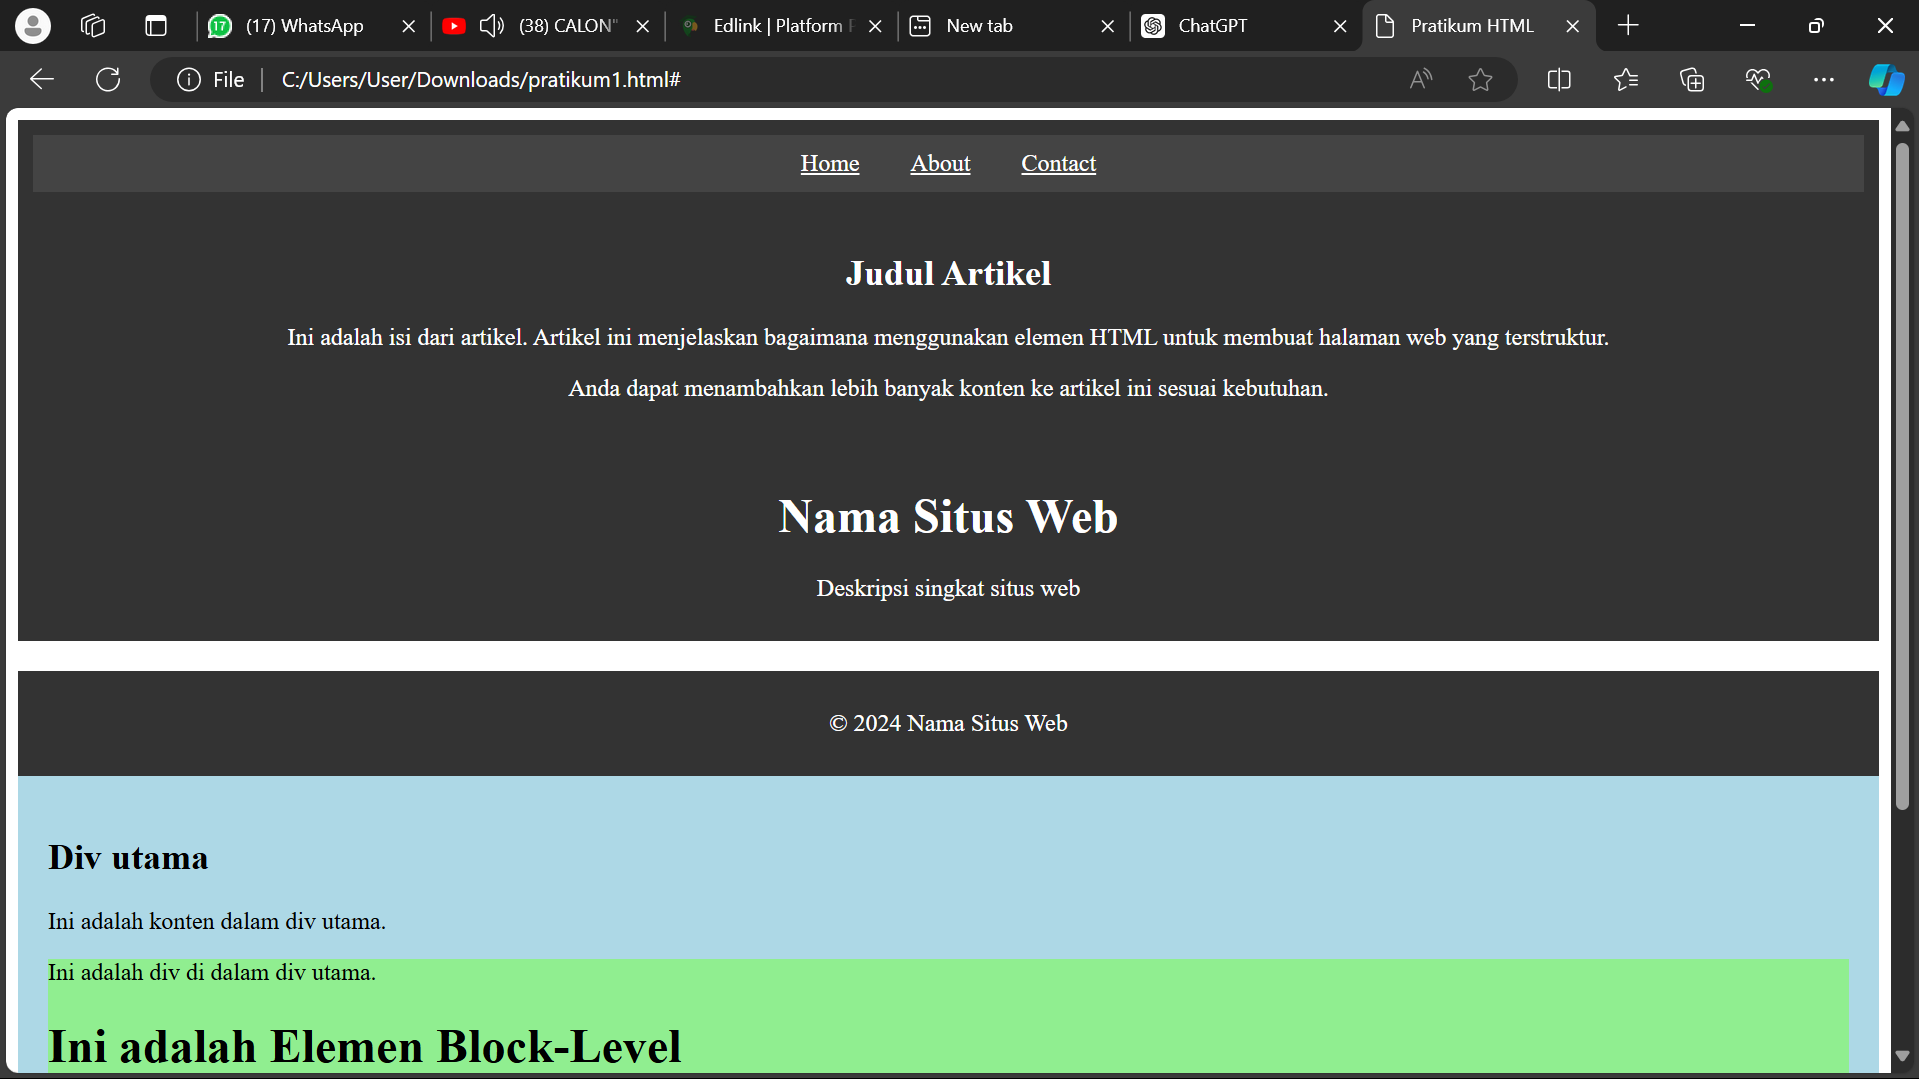 (17) WhatsApp
(38) CALON"
Edlink | Platform
New tab
ChatGPT
Pratikum HTML
File
C:/Users/User/Downloads/pratikum1.html#
Home About Contact
Judul Artikel
Ini adalah isi dari artikel. Artikel ini menjelaskan bagaimana menggunakan elemen HTML untuk membuat halaman web yang terstruktur.
Anda dapat menambahkan lebih banyak konten ke artikel ini sesuai kebutuhan.
Nama Situs Web
Deskripsi singkat situs web
© 2024 Nama Situs Web
Div utama
Ini adalah konten dalam div utama.
Ini adalah div di dalam div utama.
Ini adalah Elemen Block-Level